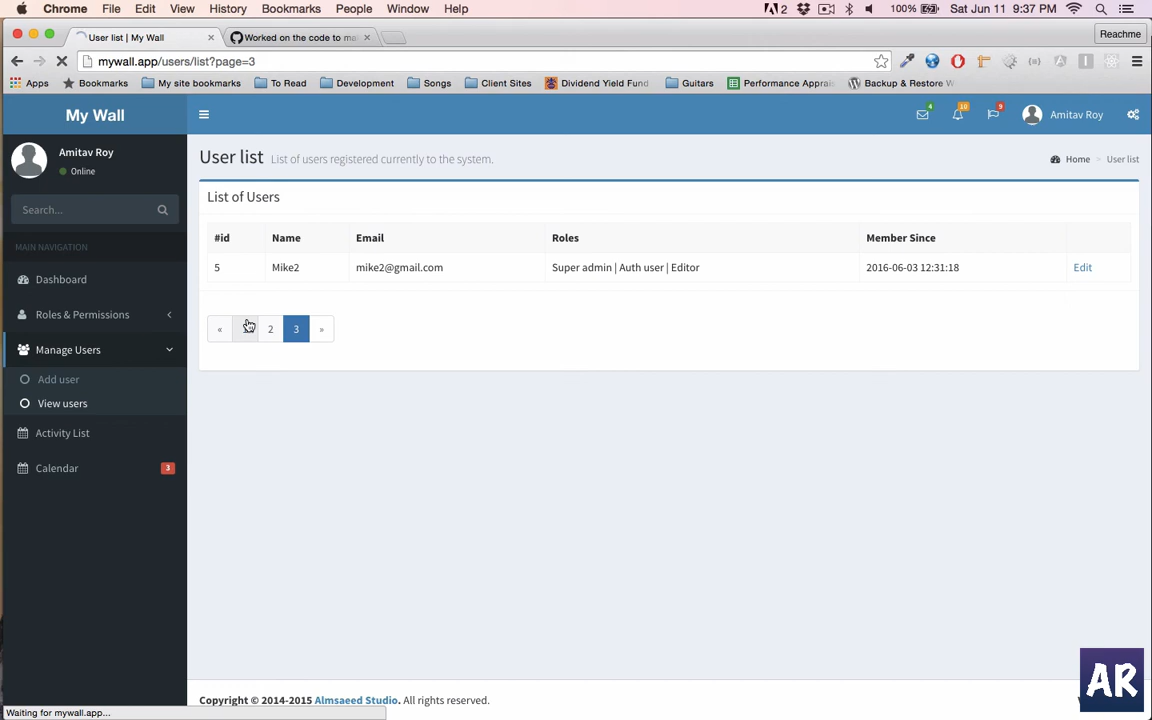 Chrome File Edit View History Bookmarks People Window Help
2 100% Sat Jun 11 9:37 PM
User list | My Wall
Worked on the code to ma
Reachme
mywall.app/users/list?page=3
Apps Bookmarks My site bookmarks To Read Development Songs Client Sites Dividend Yield Fund Guitars Performance Apprais Backup & Restore W
My Wall
4 10 9 Amitav Roy
Amitav Roy
Online
Search...
MAIN NAVIGATION
Dashboard
Roles & Permissions
Manage Users
Add user
View users
Activity List
Calendar 3
User list List of users registered currently to the system.
Home > User list
List of Users
#id Name Email Roles Member Since
5 Mike2 mike2@gmail.com Super admin | Auth user | Editor 2016-06-03 12:31:18 Edit
« 2 3 »
Copyright © 2014-2015 Almsaeed Studio. All rights reserved.
AR
Waiting for mywall.app...